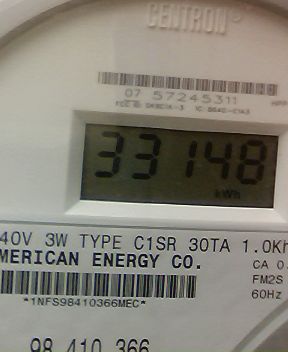 CENTRON
07 57245311
33148
kWh
40V 3W TYPE C1SR 30TA 1.0Kh
MERICAN ENERGY CO.
CA 0.
FM2S
60Hz
*1NFS98410366MEC*
98 410 366